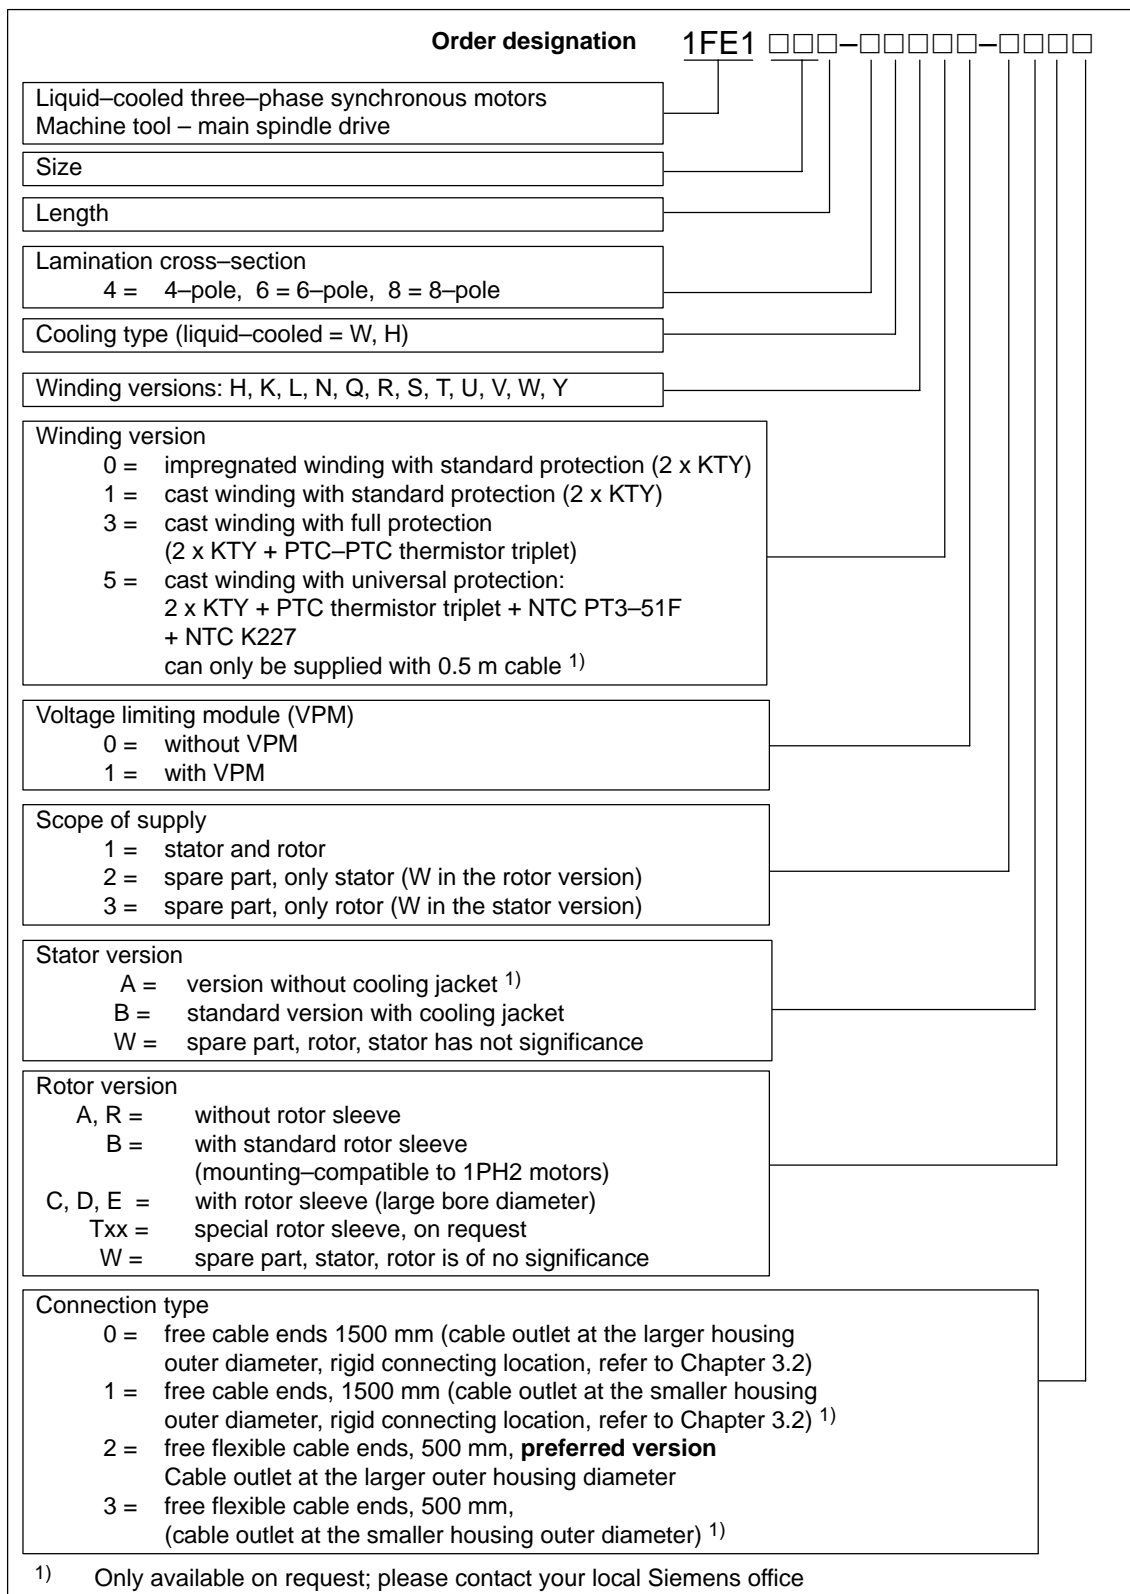 Order designation 1FE1 □□□–□□□□□–□□□□
Liquid–cooled three–phase synchronous motors
Machine tool – main spindle drive
Size
Length
Lamination cross–section
4 = 4–pole, 6 = 6–pole, 8 = 8–pole
Cooling type (liquid–cooled = W, H)
Winding versions: H, K, L, N, Q, R, S, T, U, V, W, Y
Winding version
0 = impregnated winding with standard protection (2 x KTY)
1 = cast winding with standard protection (2 x KTY)
3 = cast winding with full protection
(2 x KTY + PTC–PTC thermistor triplet)
5 = cast winding with universal protection:
2 x KTY + PTC thermistor triplet + NTC PT3–51F
+ NTC K227
can only be supplied with 0.5 m cable 1)
Voltage limiting module (VPM)
0 = without VPM
1 = with VPM
Scope of supply
1 = stator and rotor
2 = spare part, only stator (W in the rotor version)
3 = spare part, only rotor (W in the stator version)
Stator version
A = version without cooling jacket 1)
B = standard version with cooling jacket
W = spare part, rotor, stator has not significance
Rotor version
A, R = without rotor sleeve
B = with standard rotor sleeve
(mounting–compatible to 1PH2 motors)
C, D, E = with rotor sleeve (large bore diameter)
Txx = special rotor sleeve, on request
W = spare part, stator, rotor is of no significance
Connection type
0 = free cable ends 1500 mm (cable outlet at the larger housing
outer diameter, rigid connecting location, refer to Chapter 3.2)
1 = free cable ends, 1500 mm (cable outlet at the smaller housing
outer diameter, rigid connecting location, refer to Chapter 3.2) 1)
2 = free flexible cable ends, 500 mm, preferred version
Cable outlet at the larger outer housing diameter
3 = free flexible cable ends, 500 mm,
(cable outlet at the smaller housing outer diameter) 1)
1) Only available on request; please contact your local Siemens office